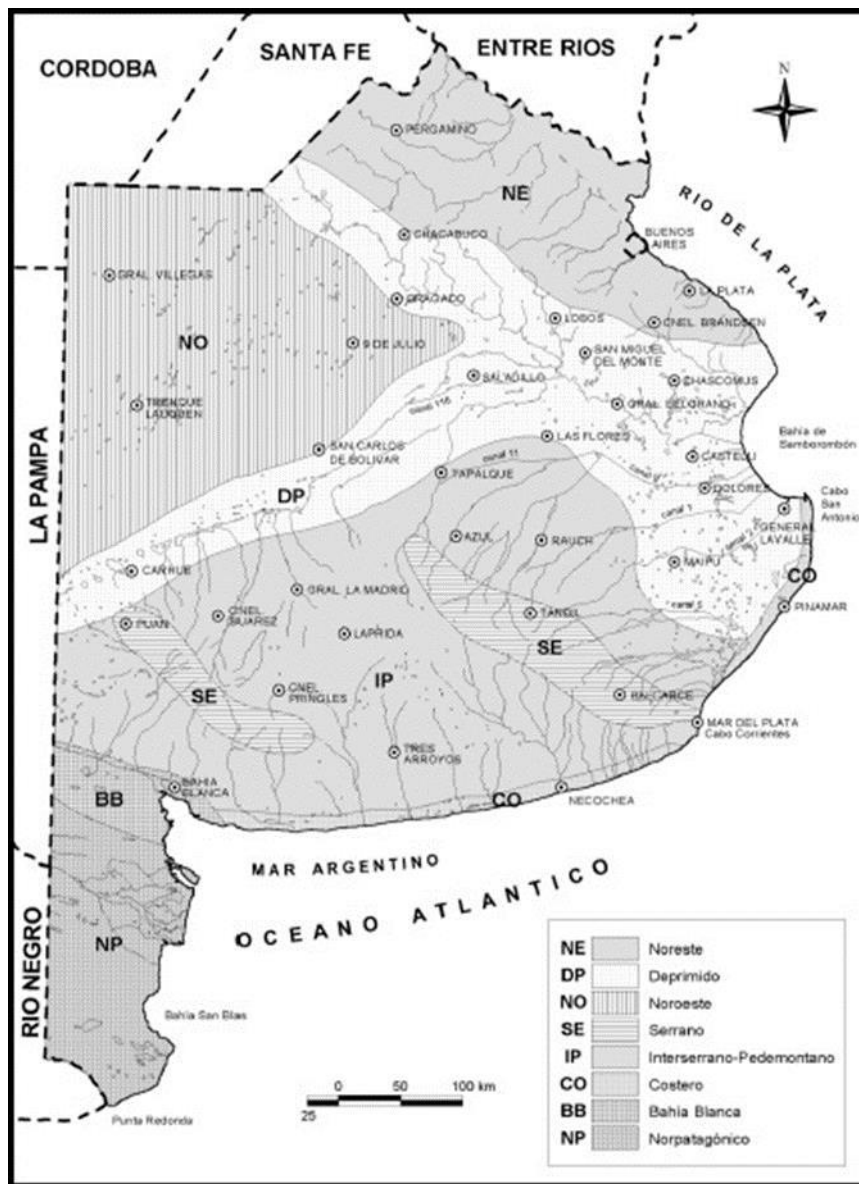 CORDOBA
SANTA FE
ENTRE RIOS
N
PERGAMINO
NE
RIO DE LA PLATA
BUENOS
AIRES
CHACABUCO
GRAL. VILLEGAS
LA PLATA
BRAGADO
LOBOS
CNEL. BRANDSEN
NO
9 DE JULIO
SAN MIGUEL
DEL MONTE
SALADILLO
CHASCOMUS
TRENQUE
LAUQUEN
GRAL. BELGRANO
Bahía de
Samborombón
LAS FLORES
SAN CARLOS
DE BOLIVAR
CASTELLI
canal 11
TAPALQUE
DP
DOLORES
Cabo
San
Antonio
LA PAMPA
canal 1
GENERAL
LAVALLE
AZUL
RAUCH
CARHUE
MAIPU
CO
GRAL. LA MADRID
canal 5
PINAMAR
PUAN
CNEL
SUAREZ
TANDIL
LAPRIDA
SE
IP
SE
CNEL
PRINGLES
BALCARCE
MAR DEL PLATA
Cabo Corrientes
TRES
ARROYOS
BAHIA
BLANCA
BB
CO
NECOCHEA
MAR ARGENTINO
OCEANO ATLANTICO
RIO NEGRO
NP
Bahía San Blas
Punta Redonda
0 50 100 km
25
NE Noreste
DP Deprimido
NO Noroeste
SE Serrano
IP Interserrano-Pedemontano
CO Costero
BB Bahía Blanca
NP Norpatagónico